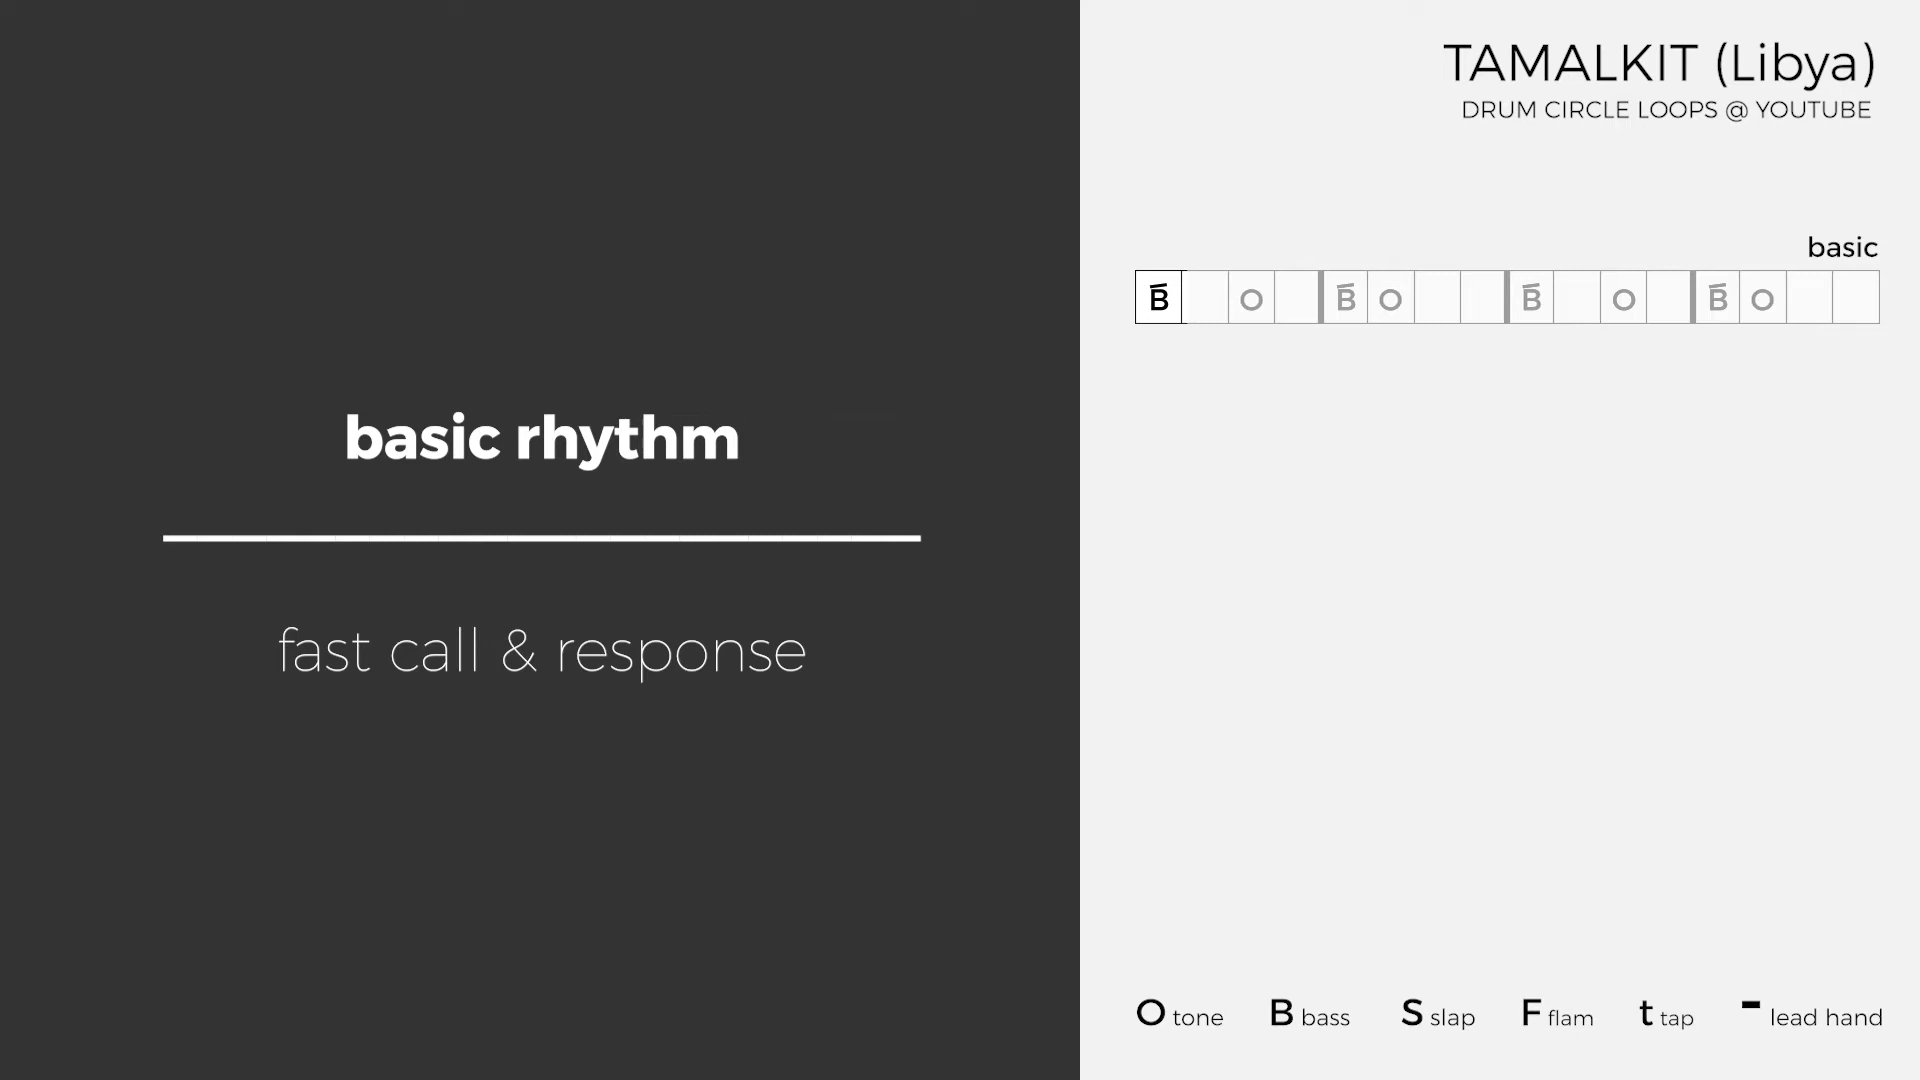 basic rhythm
fast call & response
TAMALKIT (Libya)
DRUM CIRCLE LOOPS @ YOUTUBE
basic
B̄ O B̄ O B̄ O B̄ O
O tone B bass S slap F flam t tap - lead hand